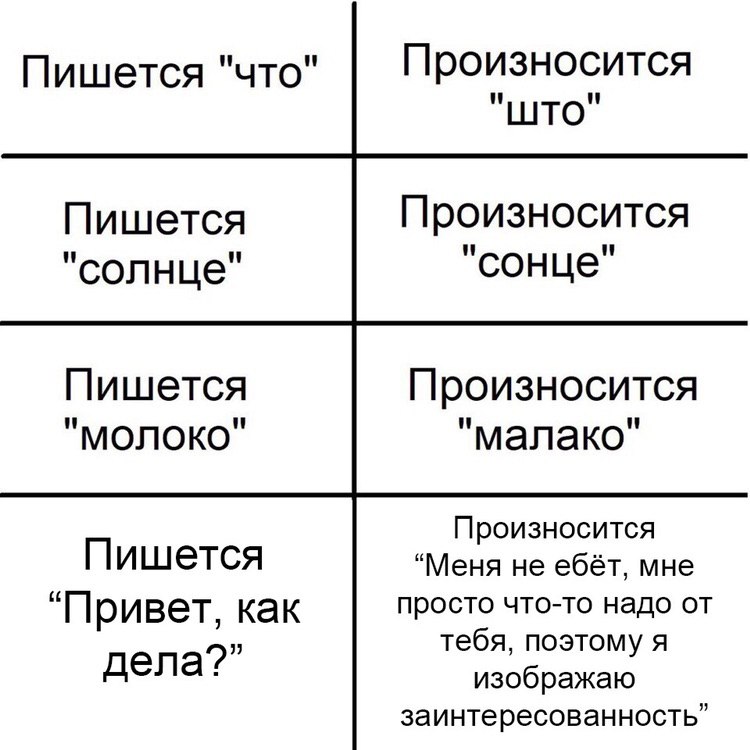 Пишется "что"
Произносится
"што"
Пишется
"солнце"
Произносится
"сонце"
Пишется
"молоко"
Произносится
"малако"
Пишется
“Привет, как
дела?”
Произносится
“Меня не ебёт, мне
просто что-то надо от
тебя, поэтому я
изображаю
заинтересованность”